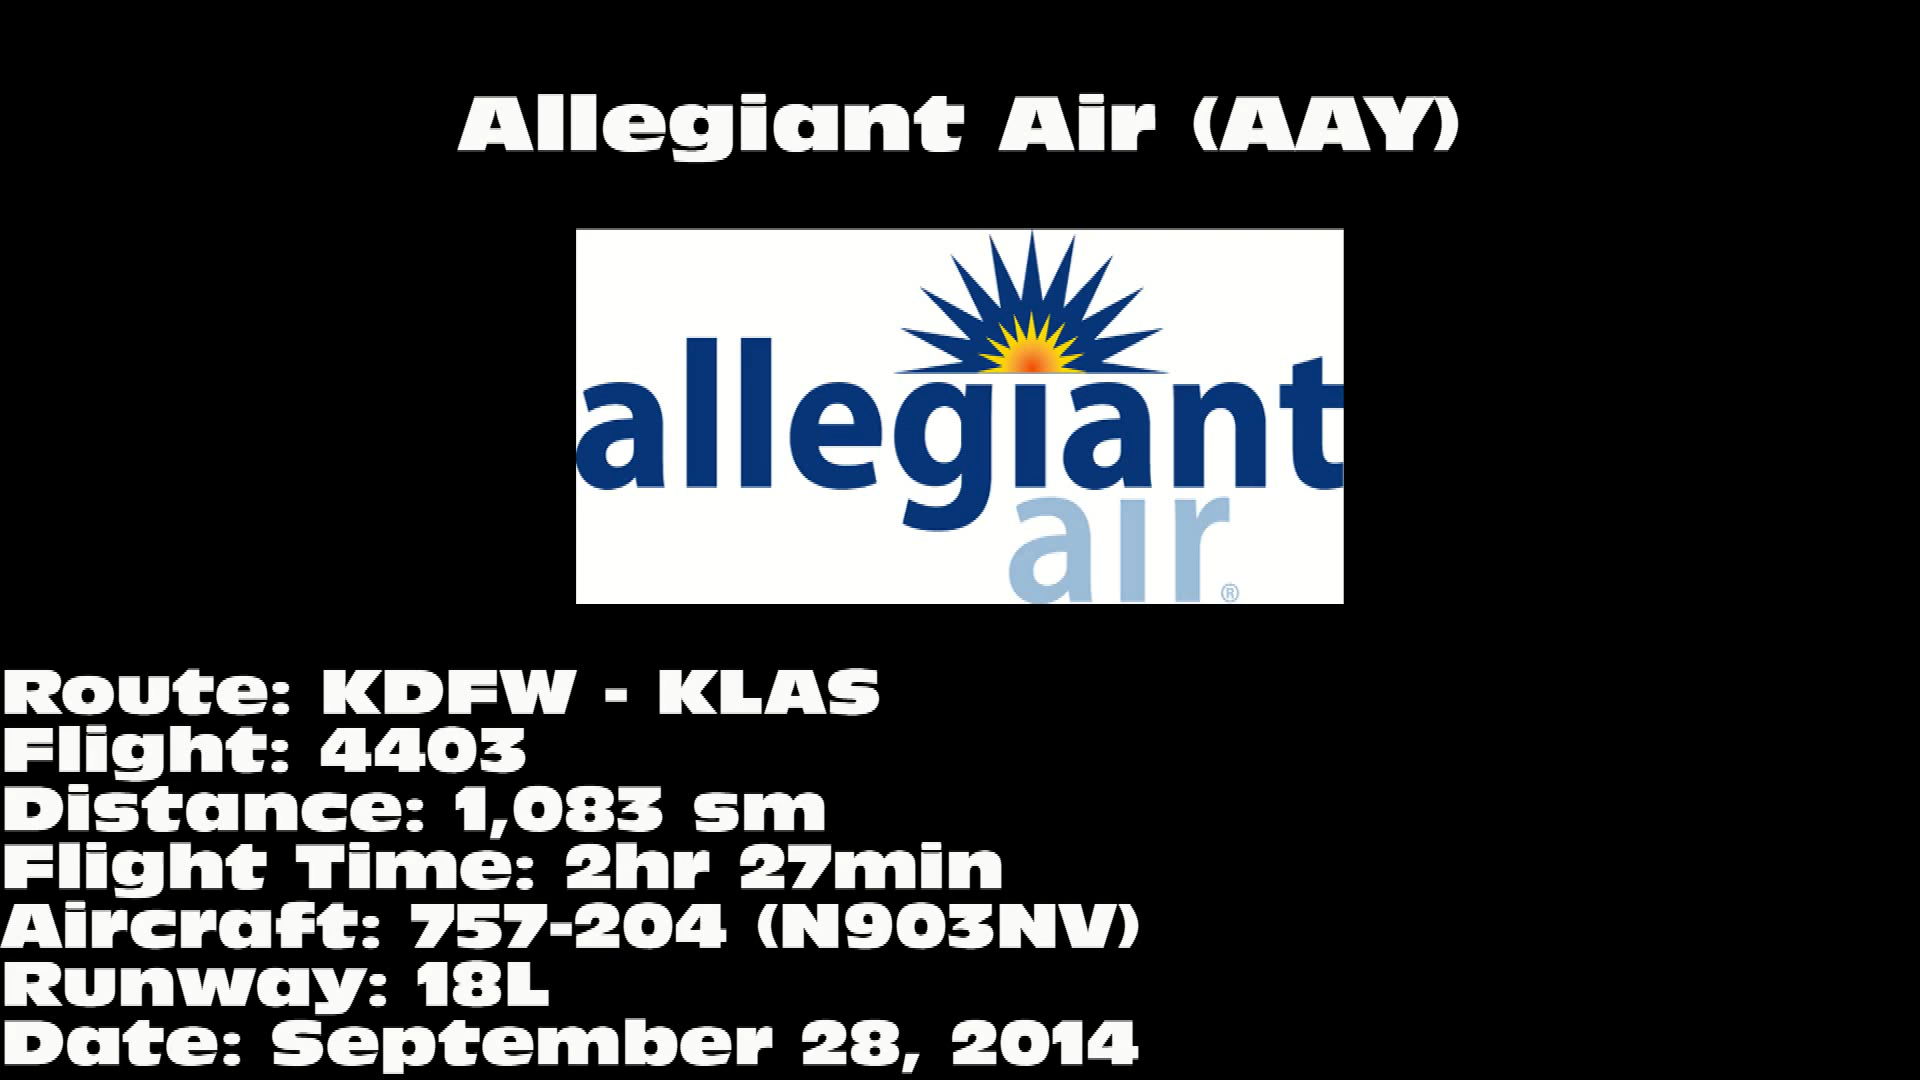 Allegiant Air (AAY)
allegiant
air®
Route: KDFW - KLAS
Flight: 4403
Distance: 1,083 sm
Flight Time: 2hr 27min
Aircraft: 757-204 (N903NV)
Runway: 18L
Date: September 28, 2014